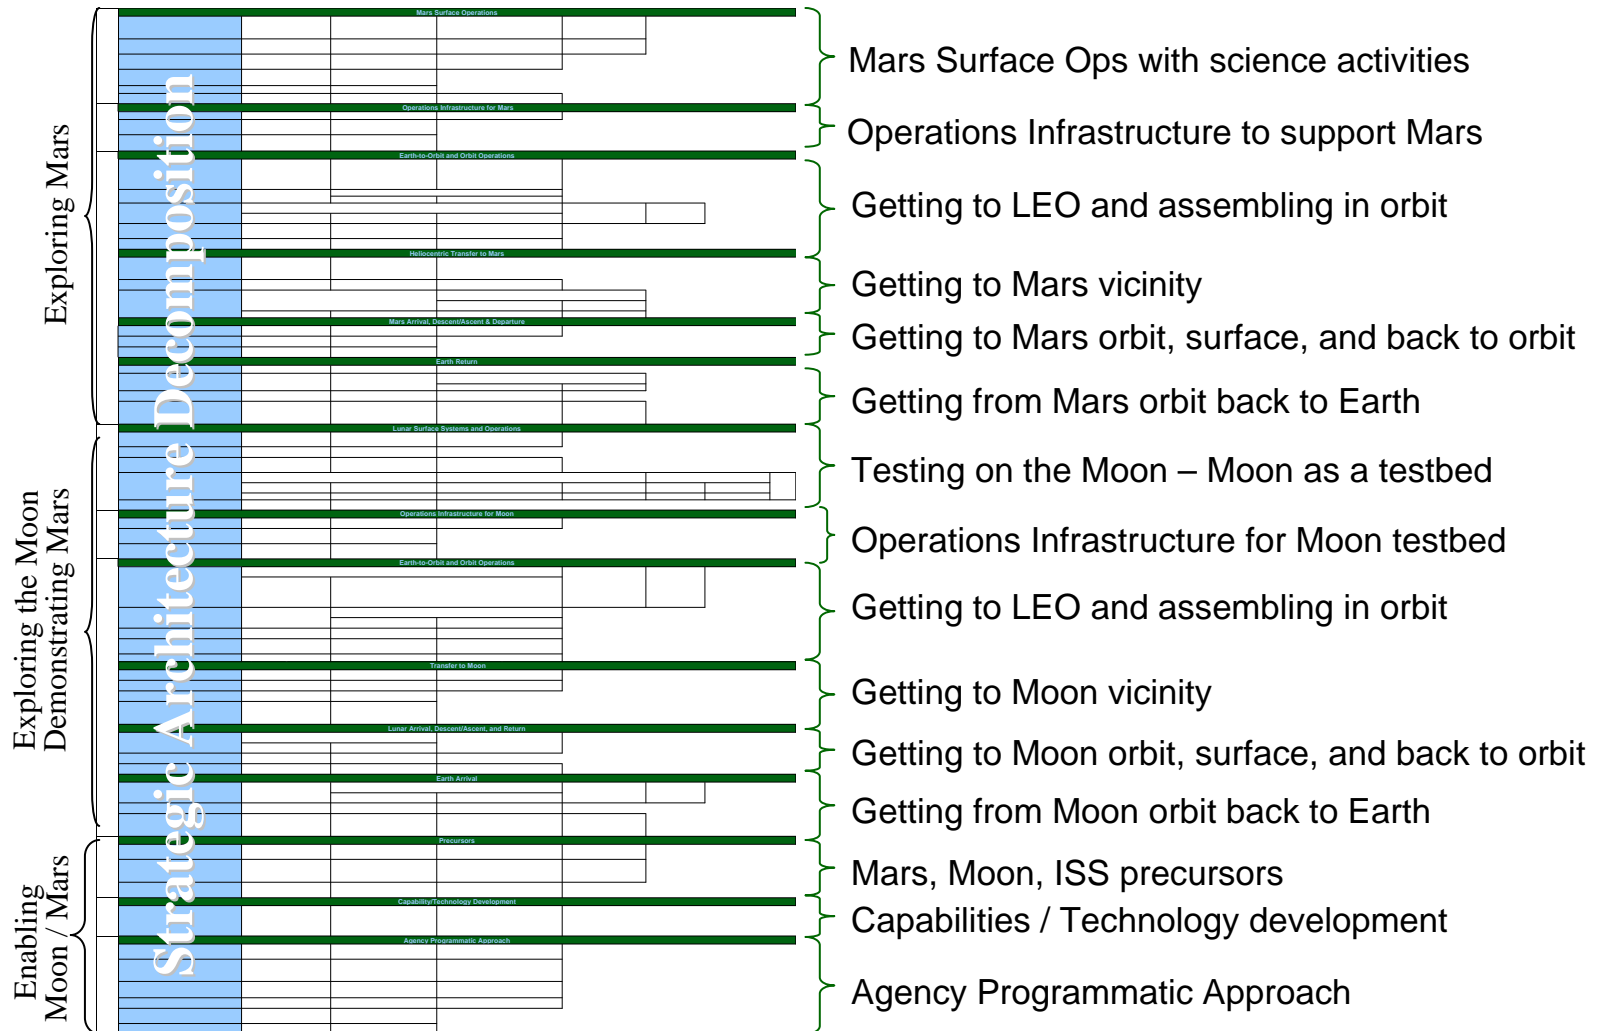 Exploring Mars
Exploring the Moon
Demonstrating Mars
Enabling
Moon / Mars
Strategic Architecture Decomposition
Mars Surface Operations
Mars Surface Ops with science activities
Operations Infrastructure for Mars
Operations Infrastructure to support Mars
Earth-to-Orbit and Orbit Operations
Getting to LEO and assembling in orbit
Heliocentric Transfer to Mars
Getting to Mars vicinity
Mars Arrival, Descent/Ascent & Departure
Getting to Mars orbit, surface, and back to orbit
Earth Return
Getting from Mars orbit back to Earth
Lunar Surface Systems and Operations
Testing on the Moon – Moon as a testbed
Operations Infrastructure for Moon
Operations Infrastructure for Moon testbed
Earth-to-Orbit and Orbit Operations
Getting to LEO and assembling in orbit
Transfer to Moon
Getting to Moon vicinity
Lunar Arrival, Descent/Ascent, and Return
Getting to Moon orbit, surface, and back to orbit
Earth Arrival
Getting from Moon orbit back to Earth
Precursors
Mars, Moon, ISS precursors
Capability/Technology Development
Capabilities / Technology development
Agency Programmatic Approach
Agency Programmatic Approach